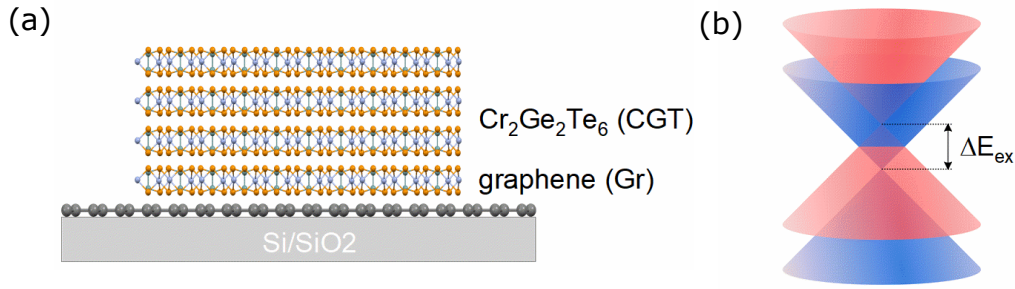 (a)
Cr₂Ge₂Te₆ (CGT)
graphene (Gr)
Si/SiO2
(b)
ΔEex